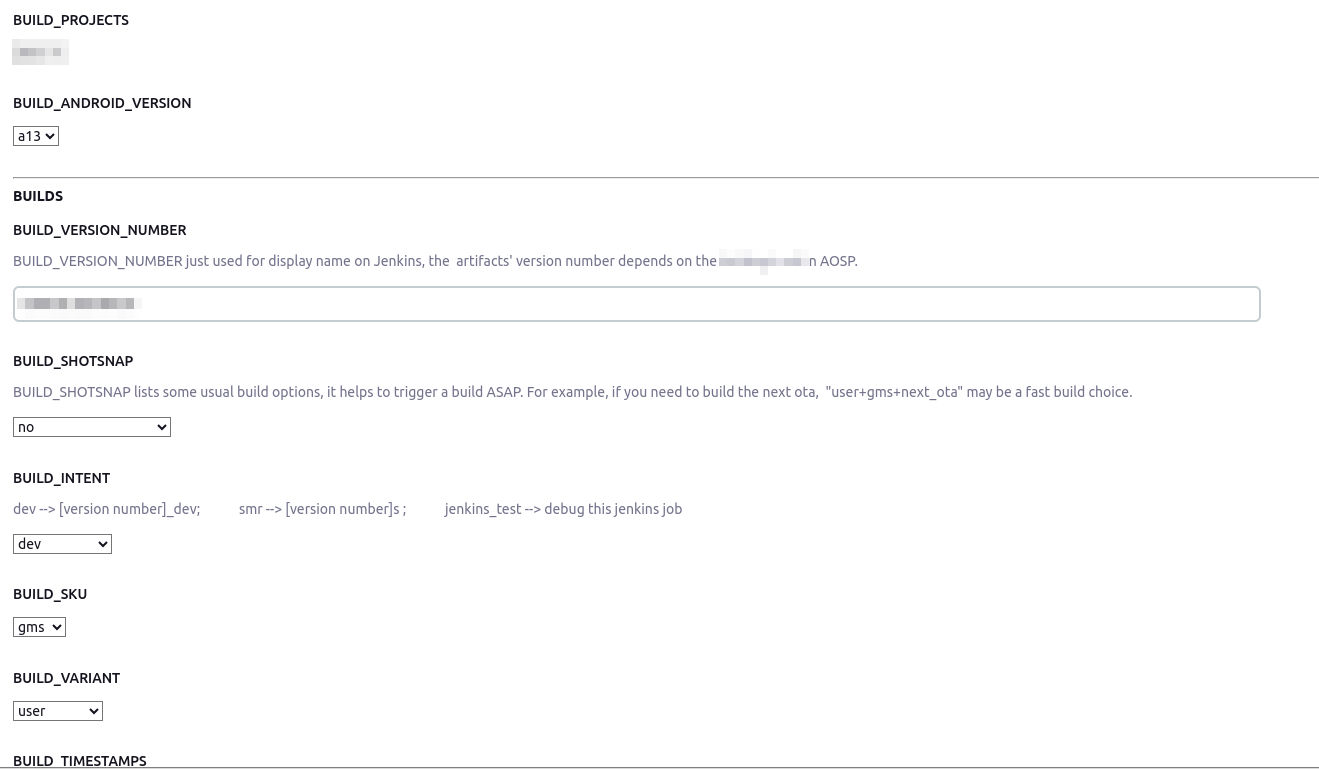 BUILD_PROJECTS
BUILD_ANDROID_VERSION
a13
BUILDS
BUILD_VERSION_NUMBER
BUILD_VERSION_NUMBER just used for display name on Jenkins, the  artifacts' version number depends on the n AOSP.
BUILD_SHOTSNAP
BUILD_SHOTSNAP lists some usual build options, it helps to trigger a build ASAP. For example, if you need to build the next ota,  "user+gms+next_ota" may be a fast build choice.
no
BUILD_INTENT
dev --> [version number]_dev;        smr --> [version number]s ;        jenkins_test --> debug this jenkins job
dev
BUILD_SKU
gms
BUILD_VARIANT
user
BUILD_TIMESTAMPS